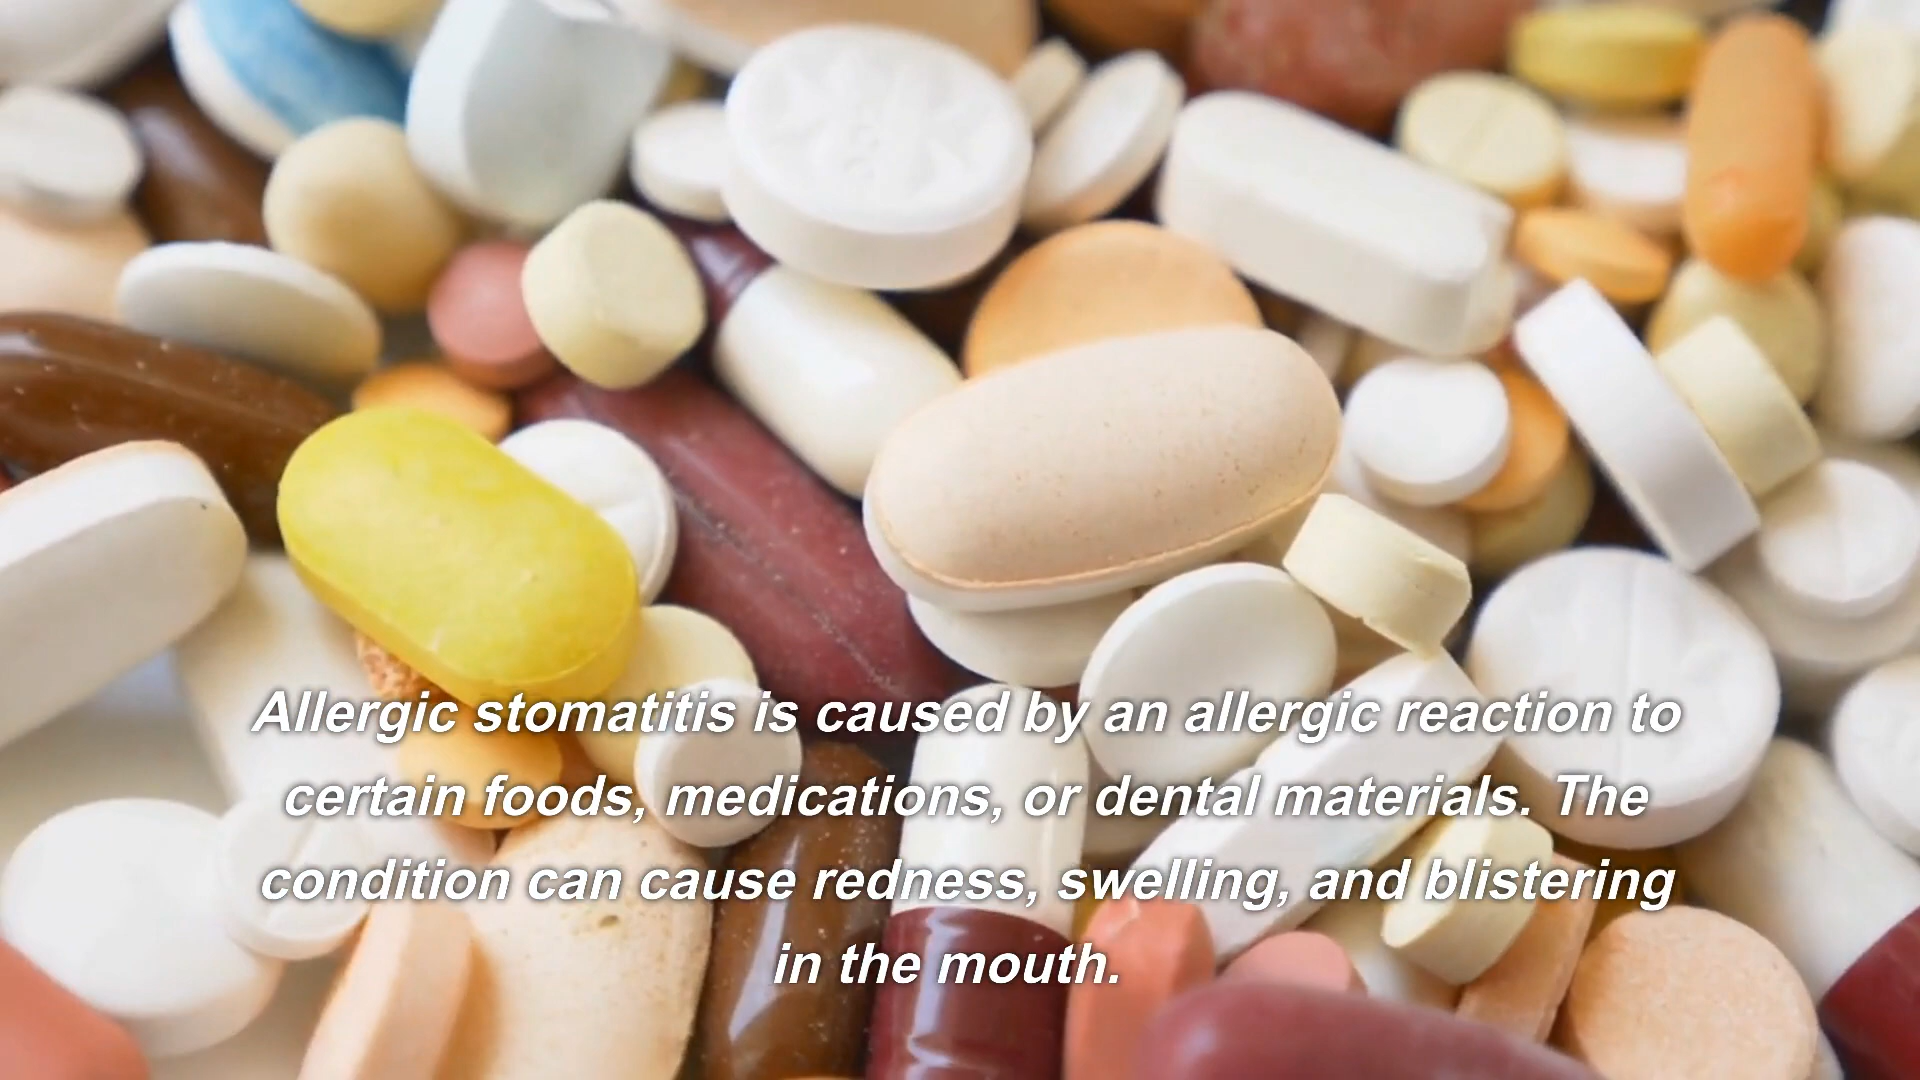 Allergic stomatitis is caused by an allergic reaction to
certain foods, medications, or dental materials. The
condition can cause redness, swelling, and blistering
in the mouth.